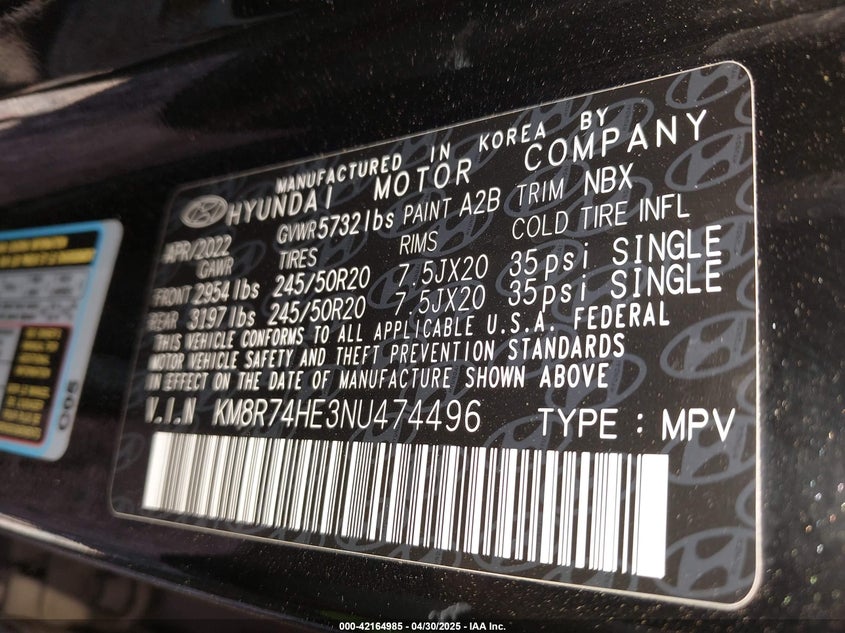 MANUFACTURED IN KOREA BY
HYUNDAI MOTOR COMPANY
APR/2022 GVWR 5732lbs PAINT A2B TRIM NBX
GAWR TIRES RIMS COLD TIRE INFL
FRONT 2954lbs 245/50R20 7.5JX20 35psi SINGLE
REAR 3197lbs 245/50R20 7.5JX20 35psi SINGLE
THIS VEHICLE CONFORMS TO ALL APPLICABLE U.S.A. FEDERAL
MOTOR VEHICLE SAFETY AND THEFT PREVENTION STANDARDS
IN EFFECT ON THE DATE OF MANUFACTURE SHOWN ABOVE
V.I.N KM8R74HE3NU474496 TYPE : MPV
000-42164985 - 04/30/2025 - IAA Inc.